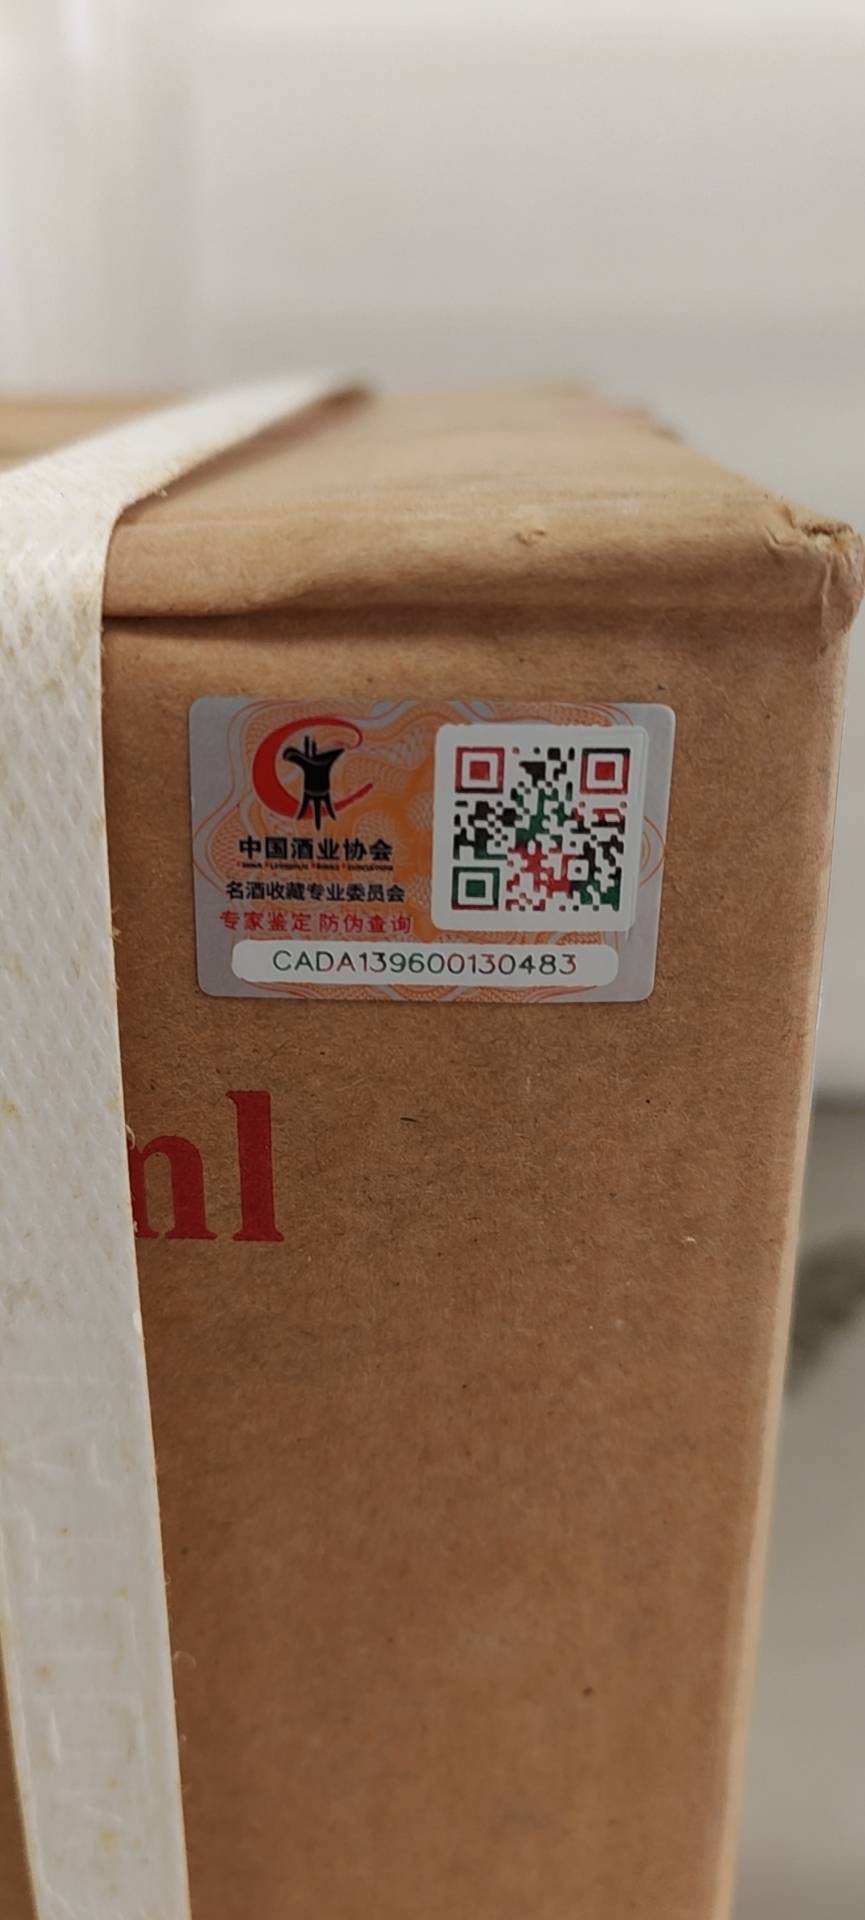 中国酒业协会
名酒收藏专业委员会
专家鉴定 防伪查询
CADA139600130483
ml